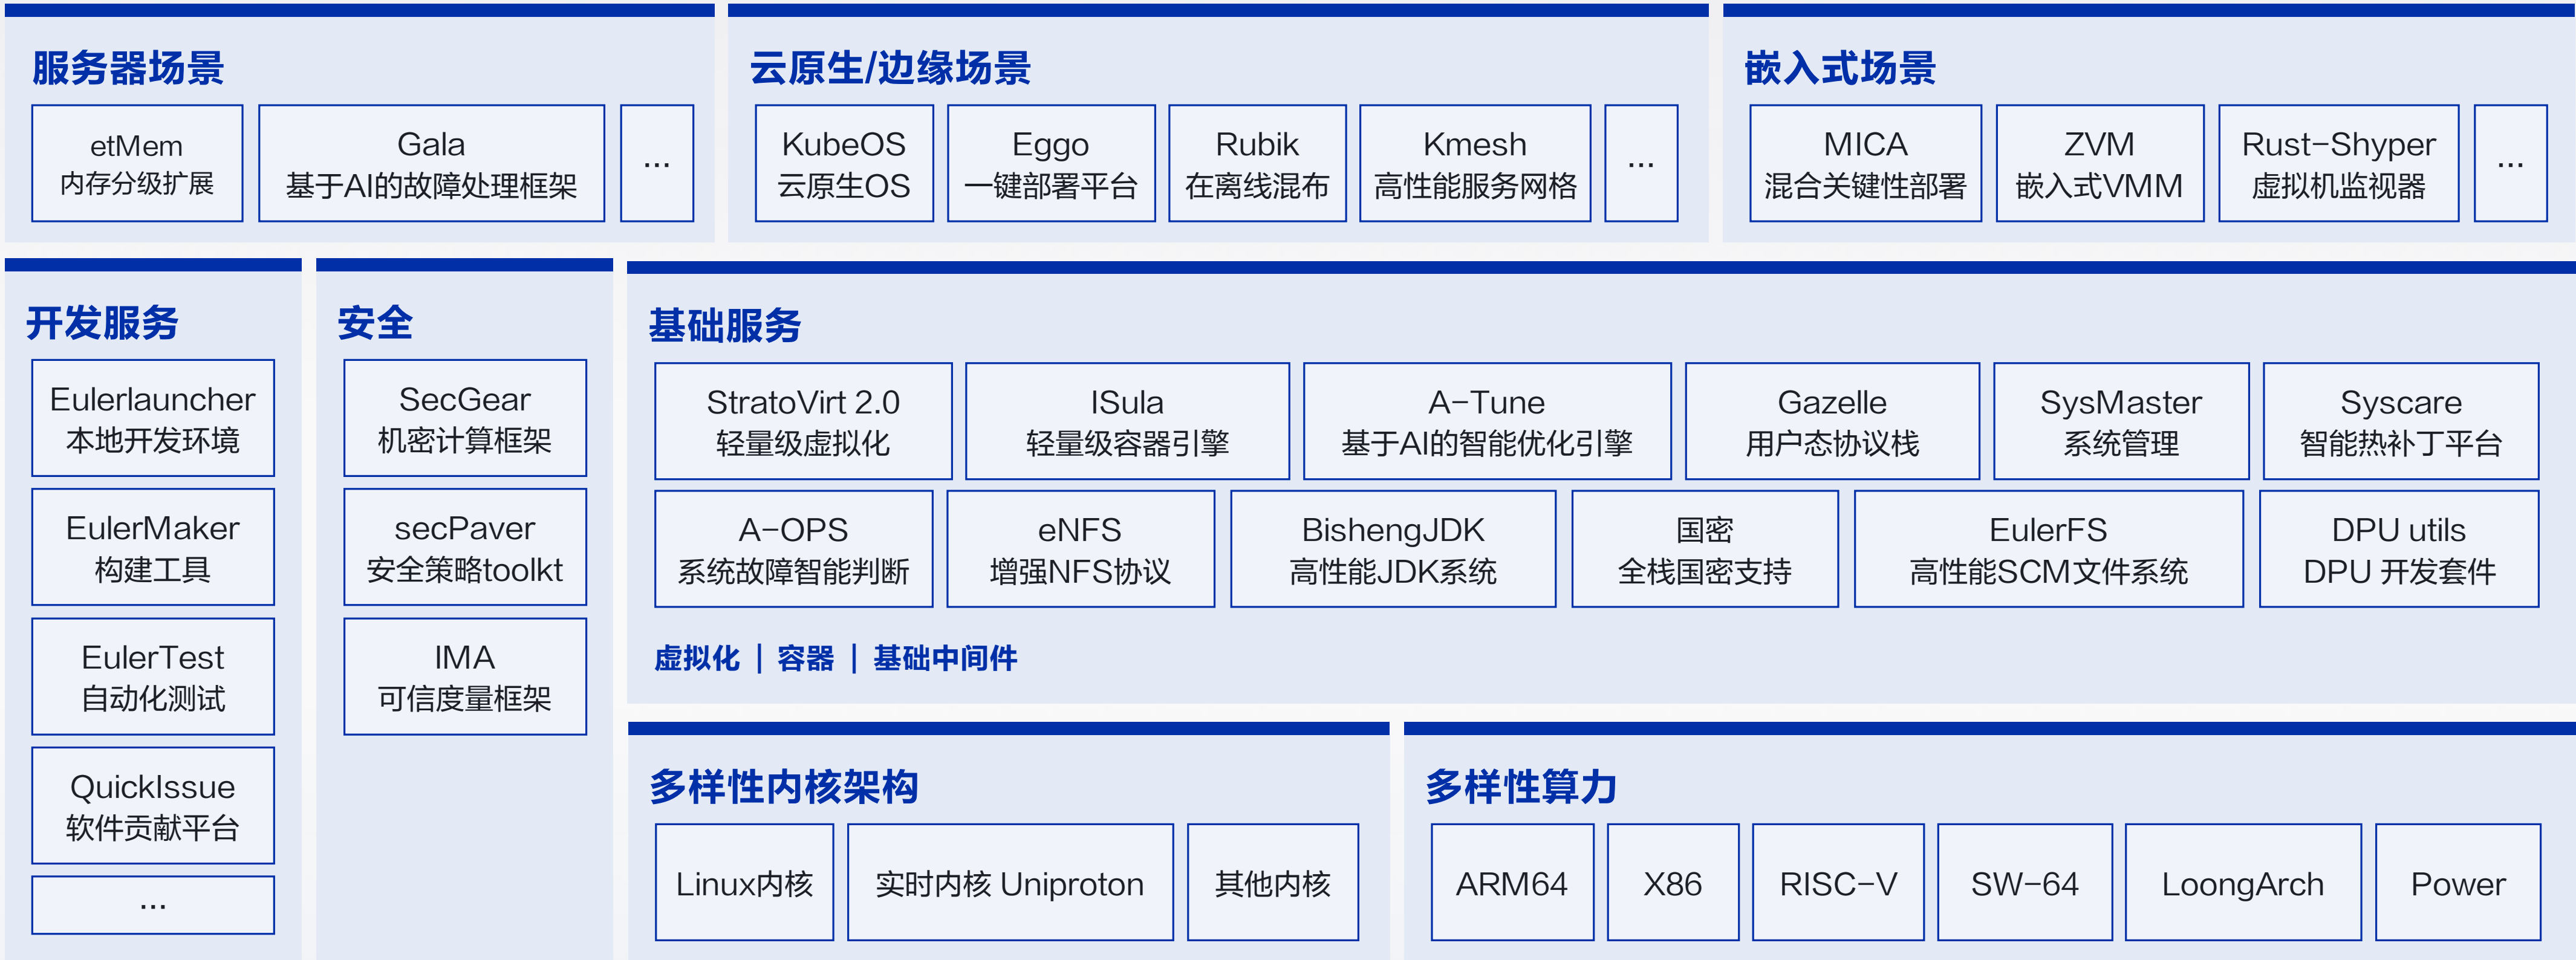 服务器场景
etMem
内存分级扩展
Gala
基于AI的故障处理框架
...
云原生/边缘场景
KubeOS
云原生OS
Eggo
一键部署平台
Rubik
在离线混布
Kmesh
高性能服务网格
...
嵌入式场景
MICA
混合关键性部署
ZVM
嵌入式VMM
Rust-Shyper
虚拟机监视器
...
开发服务
Eulerlauncher
本地开发环境
EulerMaker
构建工具
EulerTest
自动化测试
QuickIssue
软件贡献平台
...
安全
SecGear
机密计算框架
secPaver
安全策略toolkt
IMA
可信度量框架
基础服务
StratoVirt 2.0
轻量级虚拟化
ISula
轻量级容器引擎
A-Tune
基于AI的智能优化引擎
Gazelle
用户态协议栈
SysMaster
系统管理
Syscare
智能热补丁平台
A-OPS
系统故障智能判断
eNFS
增强NFS协议
BishengJDK
高性能JDK系统
国密
全栈国密支持
EulerFS
高性能SCM文件系统
DPU utils
DPU 开发套件
虚拟化 | 容器 | 基础中间件
多样性内核架构
Linux内核
实时内核 Uniproton
其他内核
多样性算力
ARM64
X86
RISC-V
SW-64
LoongArch
Power